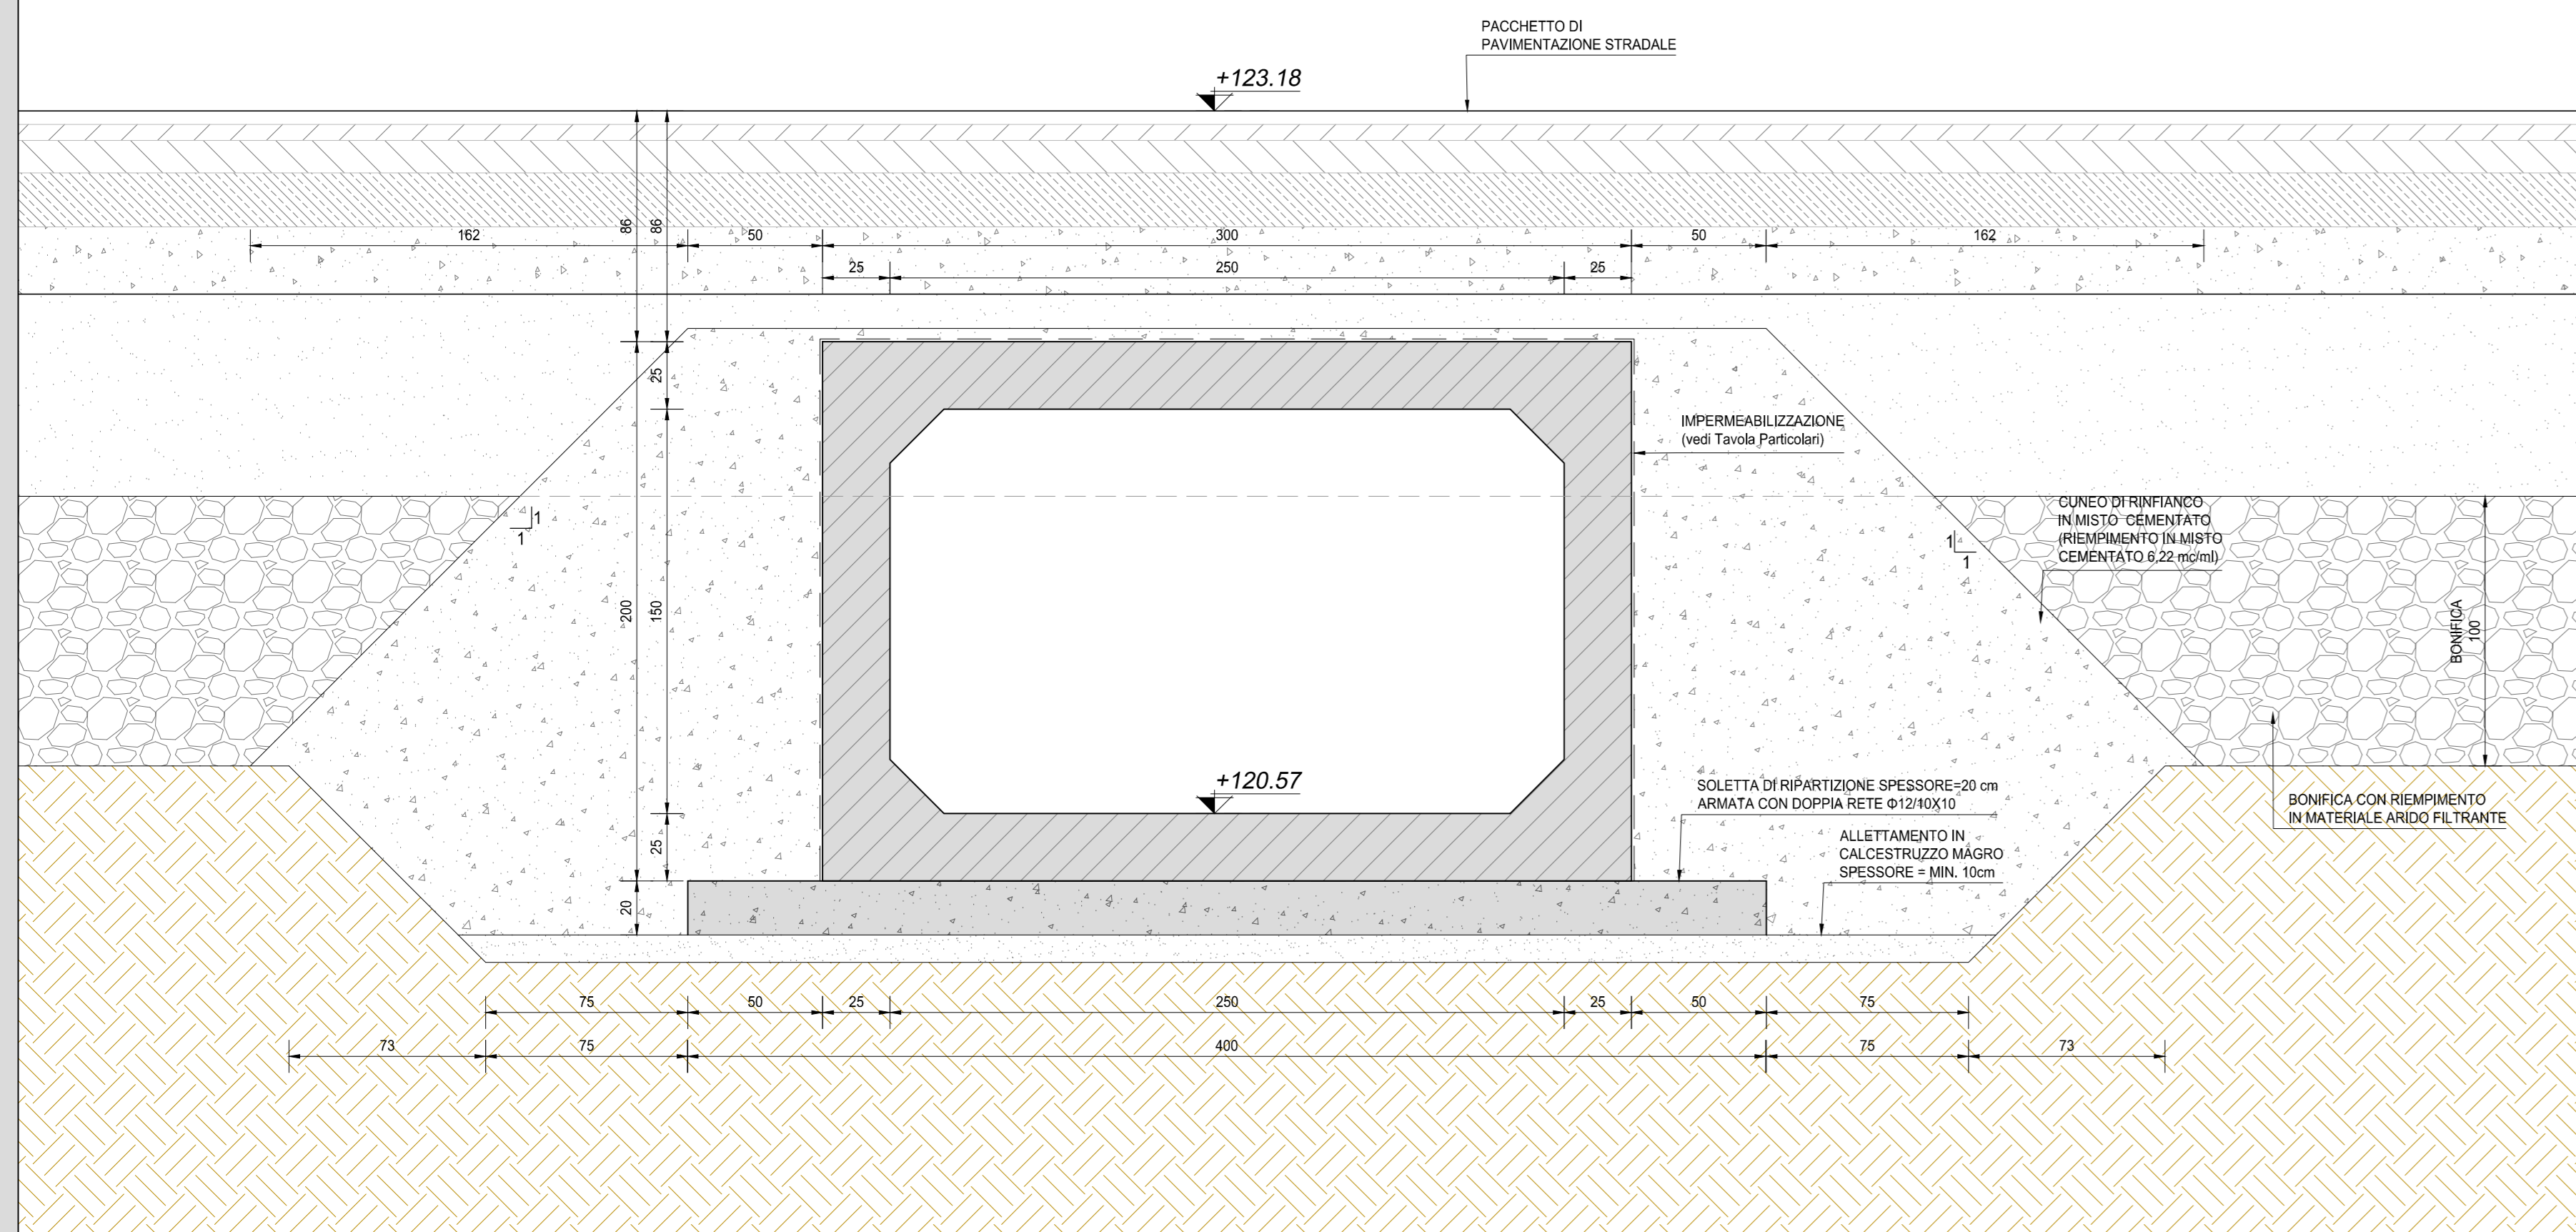 PACCHETTO DI
PAVIMENTAZIONE STRADALE
+123.18
86
86
162
50
300
50
162
25
250
25
25
IMPERMEABILIZZAZIONE
(vedi Tavola Particolari)
CUNEO DI RINFIANCO
IN MISTO CEMENTATO
(RIEMPIMENTO IN MISTO
CEMENTATO 6,22 mc/ml)
1
1
1
1
200
150
BONIFICA
100
+120.57
SOLETTA DI RIPARTIZIONE SPESSORE=20 cm
ARMATA CON DOPPIA RETE Φ12/10X10
BONIFICA CON RIEMPIMENTO
IN MATERIALE ARIDO FILTRANTE
ALLETTAMENTO IN
CALCESTRUZZO MAGRO
SPESSORE = MIN. 10cm
25
20
75
50
25
250
25
50
75
73
75
400
75
73